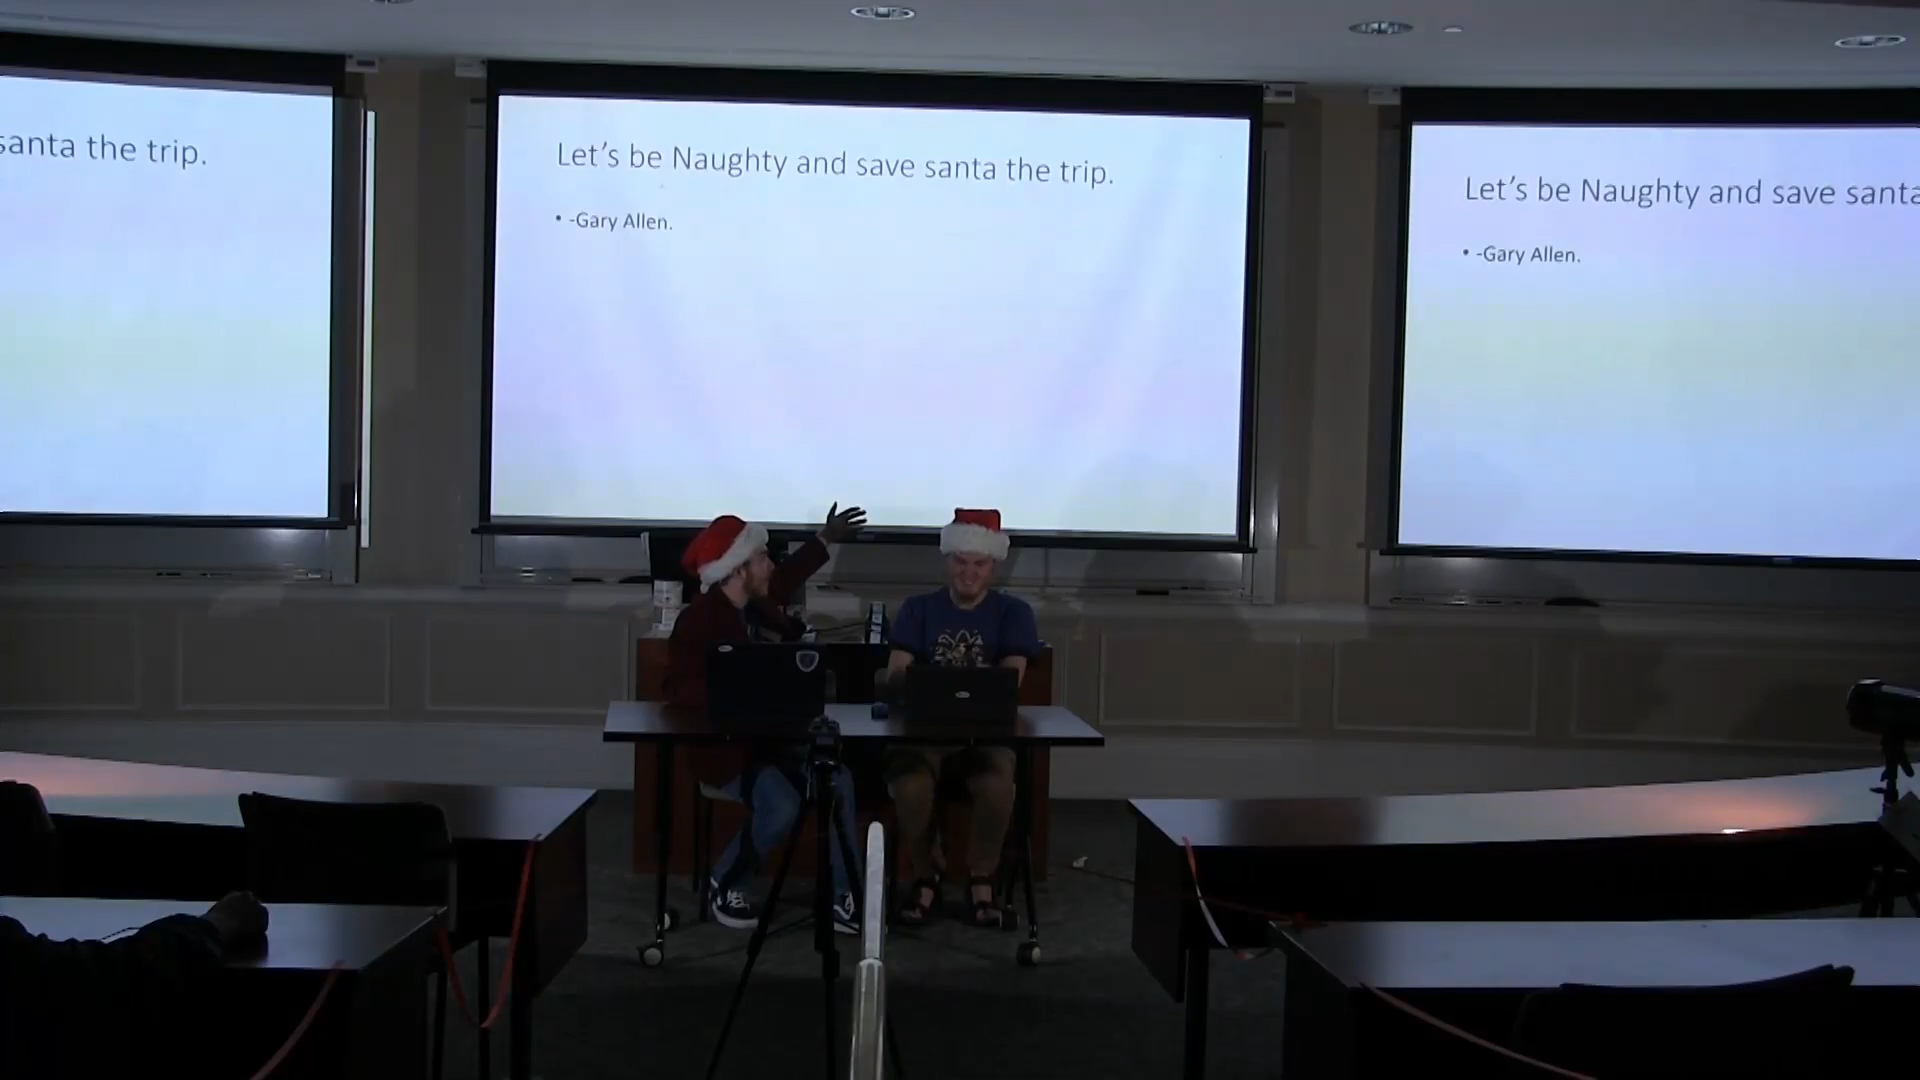 santa the trip.
Let's be Naughty and save santa the trip.
• -Gary Allen.
Let's be Naughty and save santa
• -Gary Allen.